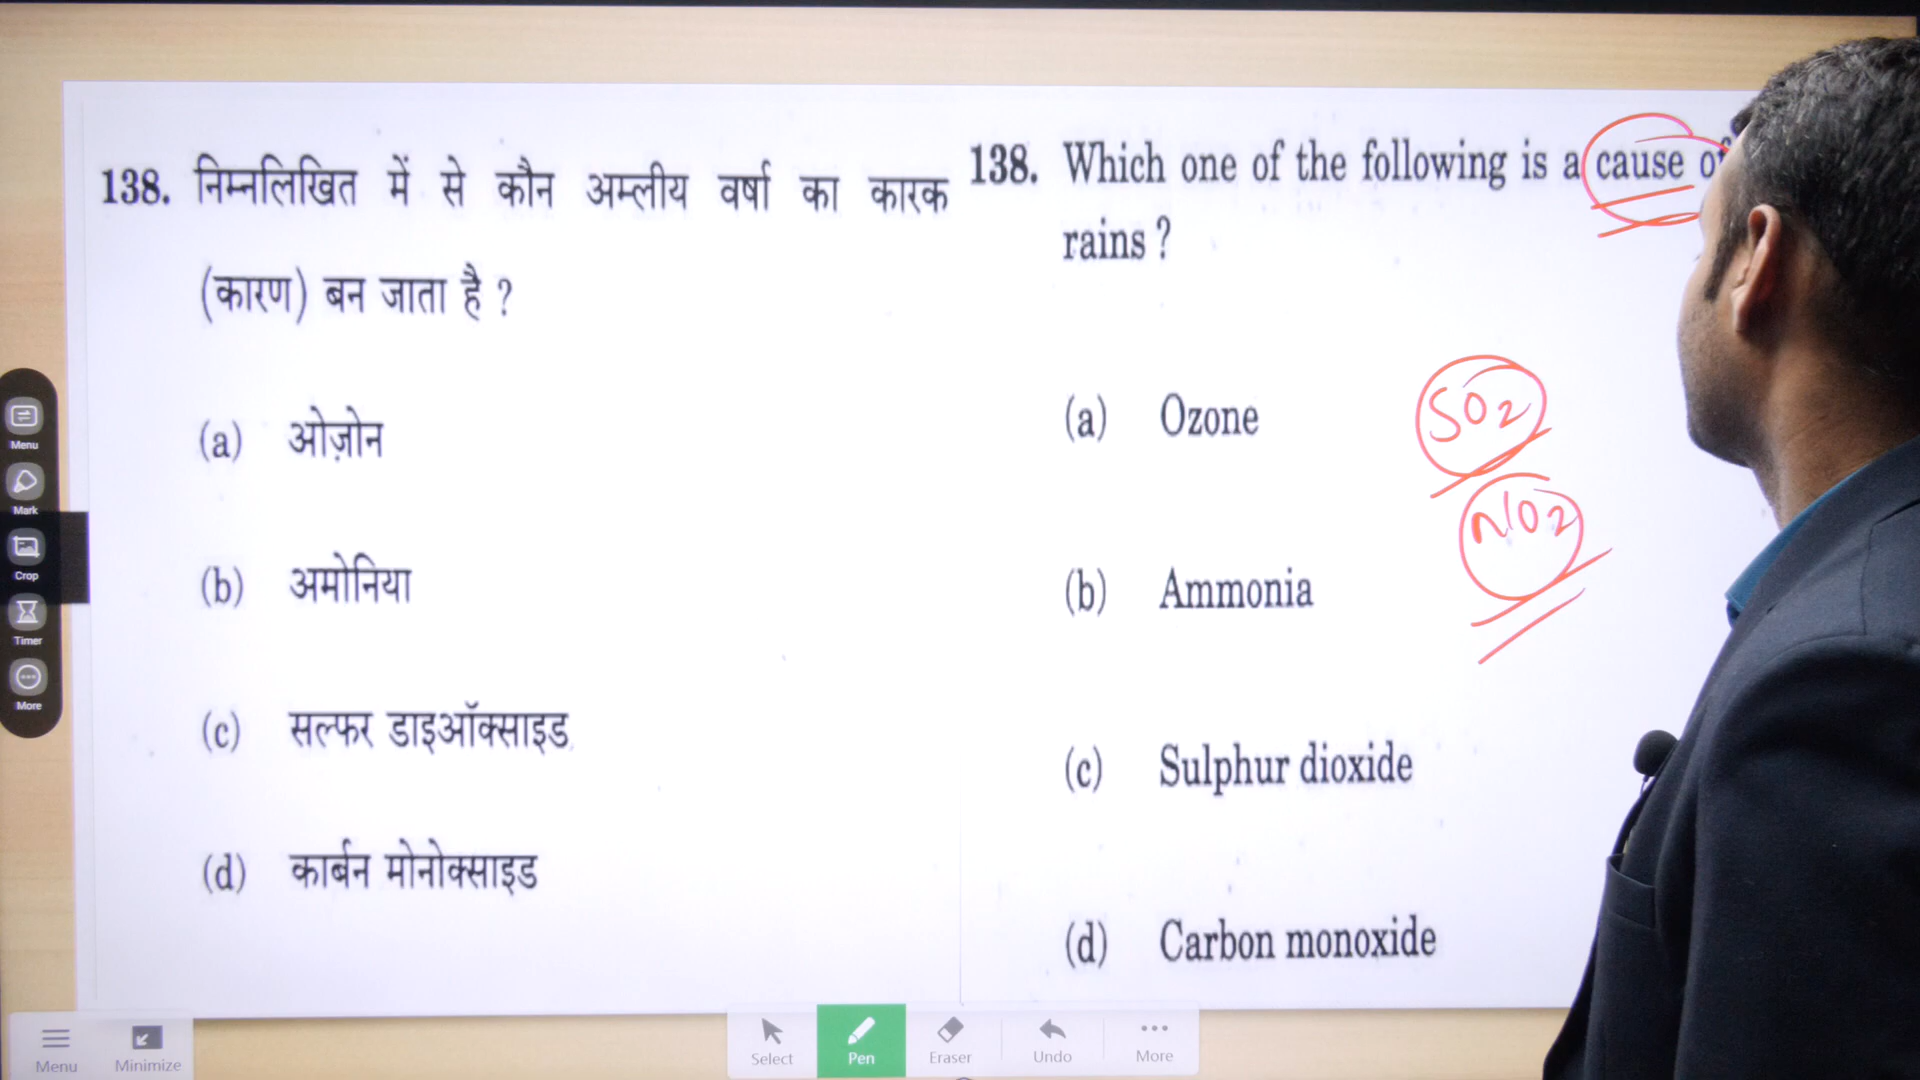 138. निम्नलिखित में से कौन अम्लीय वर्षा का कारक
(कारण) बन जाता है ?
(a) ओज़ोन
(b) अमोनिया
(c) सल्फर डाइऑक्साइड
(d) कार्बन मोनोक्साइड
138. Which one of the following is a cause of
rains ?
(a) Ozone
(b) Ammonia
(c) Sulphur dioxide
(d) Carbon monoxide
SO2
NO2
Menu
Mark
Crop
Timer
More
Menu
Minimize
Select
Pen
Eraser
Undo
More